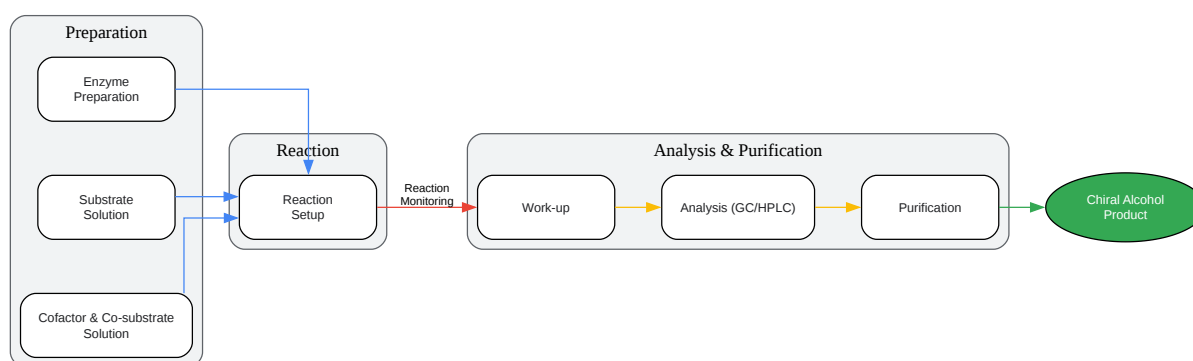 Preparation
Enzyme
Preparation
Substrate
Solution
Cofactor & Co-substrate
Solution
Reaction
Reaction
Setup
Reaction
Monitoring
Analysis & Purification
Work-up
Analysis (GC/HPLC)
Purification
Chiral Alcohol
Product